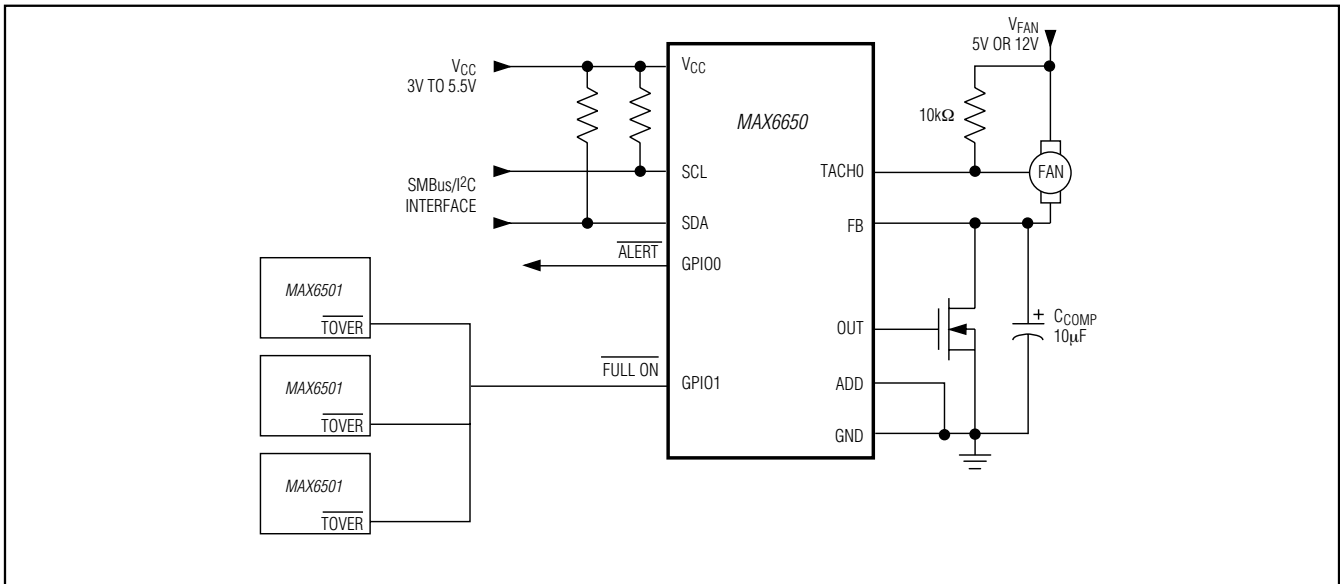 VCC
3V TO 5.5V
SMBus/I2C
INTERFACE
VCC
SCL
SDA
GPIO0
GPIO1
MAX6650
TACH0
FB
OUT
ADD
GND
ALERT
FULL ON
MAX6501
TOVER
MAX6501
TOVER
MAX6501
TOVER
VFAN
5V OR 12V
10kΩ
FAN
+
CCOMP
10μF